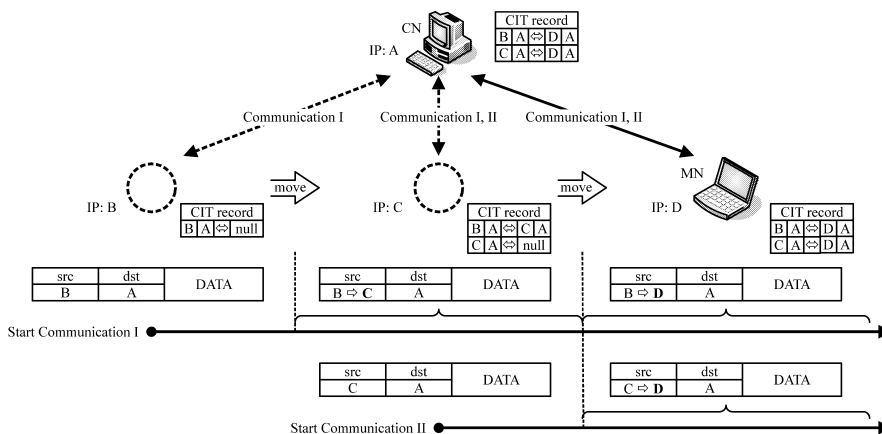 CN
IP: A
CIT record
B A ⇔ D A
C A ⇔ D A
Communication I
Communication I, II
Communication I, II
IP: B
move
CIT record
B A ⇔ null
IP: C
move
CIT record
B A ⇔ C A
C A ⇔ null
MN
IP: D
CIT record
B A ⇔ D A
C A ⇔ D A
src dst DATA
B A
src dst DATA
B ⇨ C A
src dst DATA
B ⇨ D A
Start Communication I
src dst DATA
C A
src dst DATA
C ⇨ D A
Start Communication II